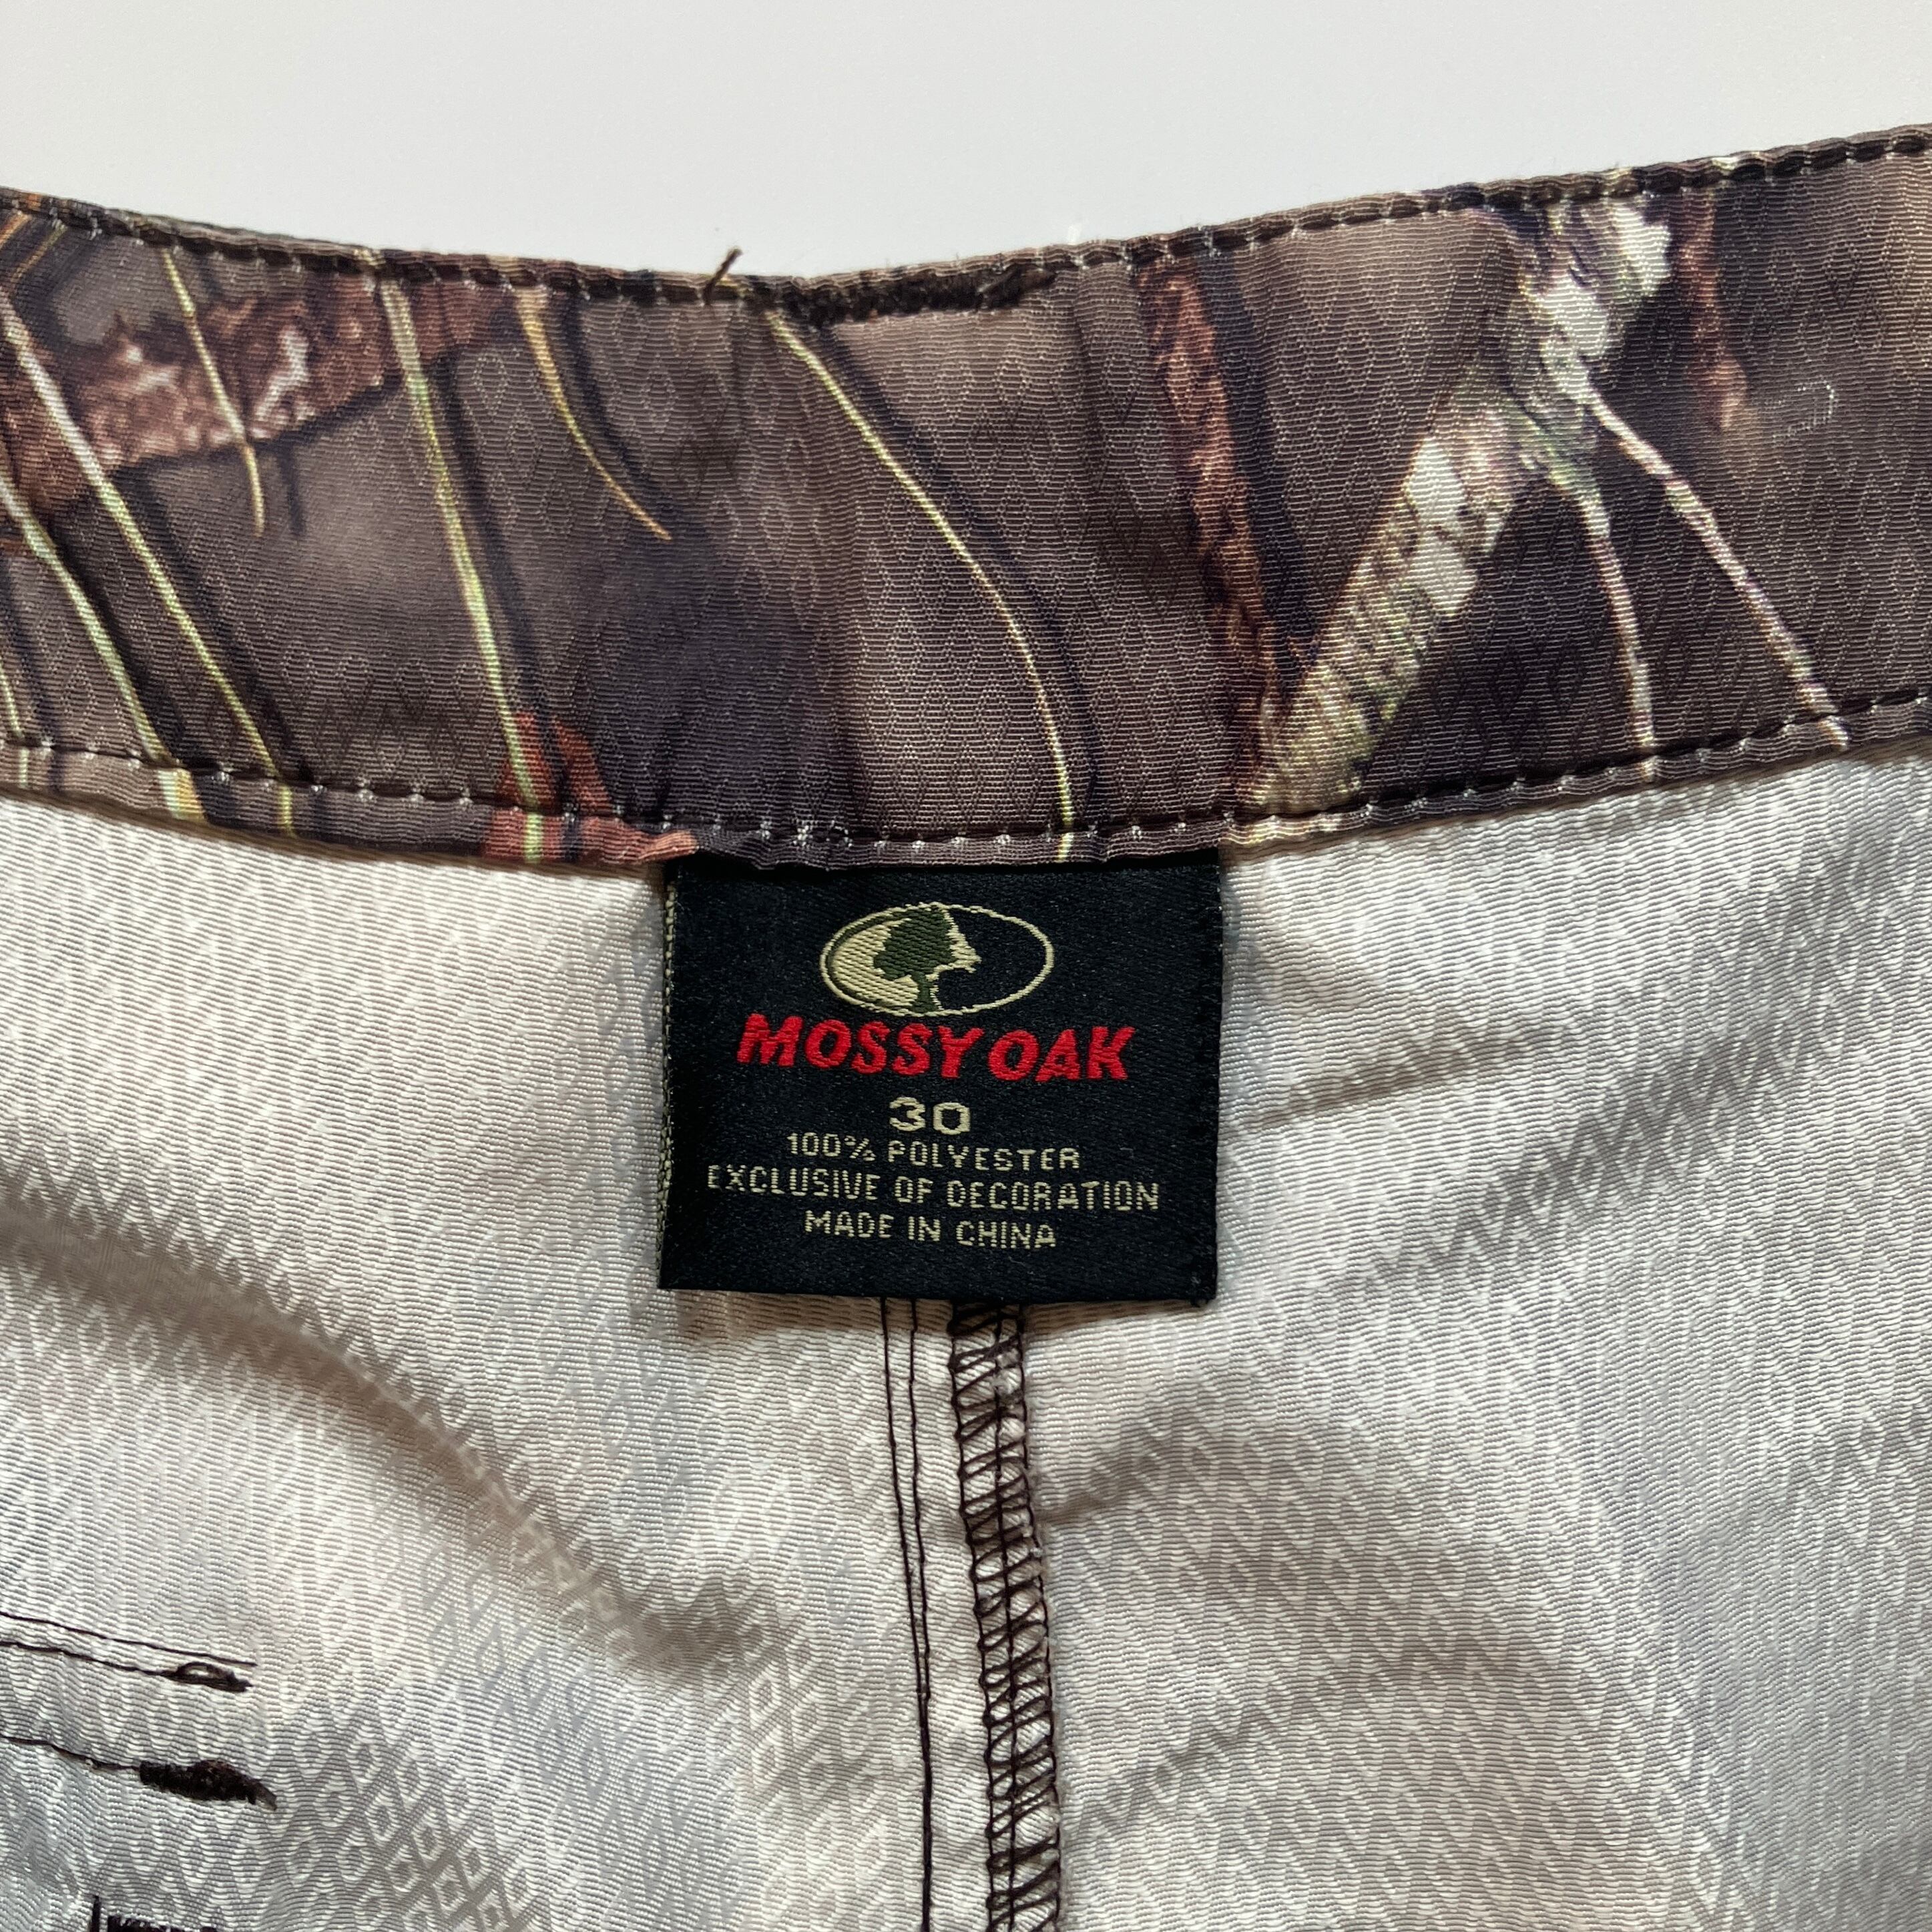 MOSSY OAK
30
100% POLYESTER
EXCLUSIVE OF DECORATION
MADE IN CHINA